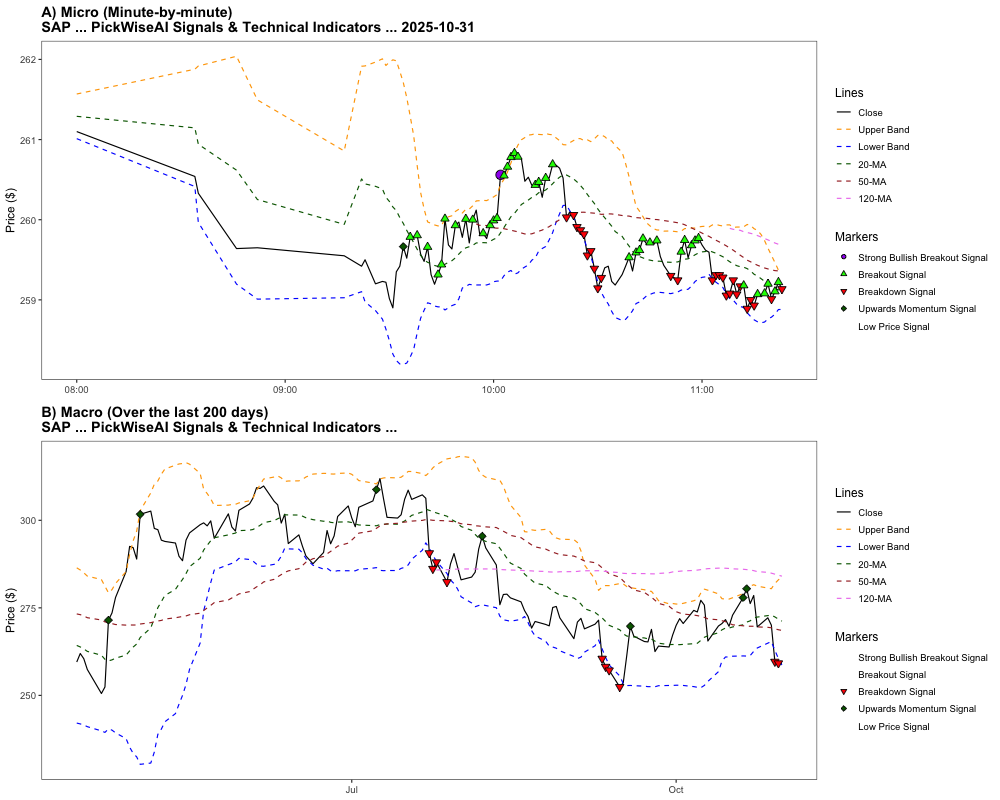 A) Micro (Minute-by-minute)
SAP ... PickWiseAI Signals & Technical Indicators ... 2025-10-31
262
261
260
259
Price ($)
08:00
09:00
10:00
11:00
Lines
Close
Upper Band
Lower Band
20-MA
50-MA
120-MA
Markers
Strong Bullish Breakout Signal
Breakout Signal
Breakdown Signal
Upwards Momentum Signal
Low Price Signal
B) Macro (Over the last 200 days)
SAP ... PickWiseAI Signals & Technical Indicators ...
300
275
250
Price ($)
Jul
Oct
Lines
Close
Upper Band
Lower Band
20-MA
50-MA
120-MA
Markers
Strong Bullish Breakout Signal
Breakout Signal
Breakdown Signal
Upwards Momentum Signal
Low Price Signal